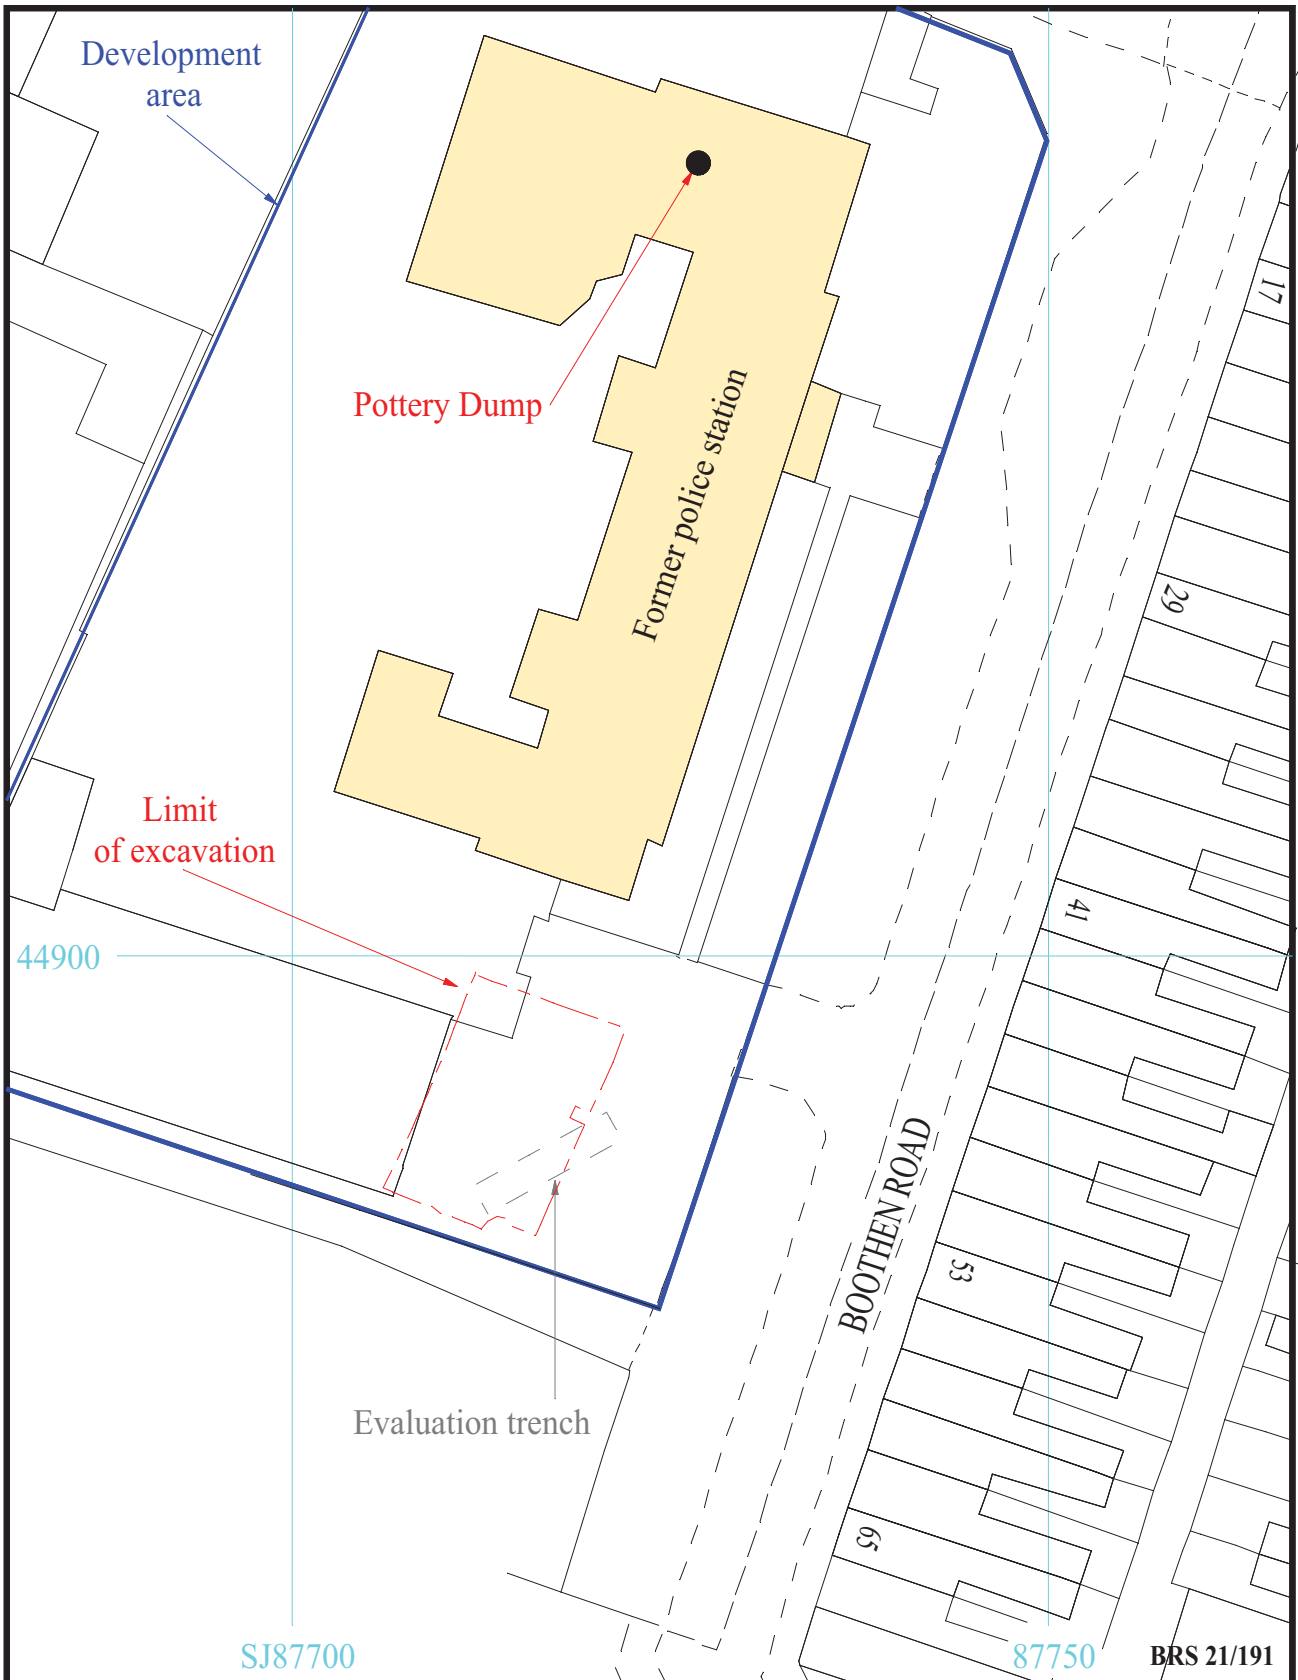 Development
area
17
Pottery Dump
Former police station
29
Limit
of excavation
41
44900
BOOTHEN ROAD
53
Evaluation trench
65
SJ87700
87750
BRS 21/191